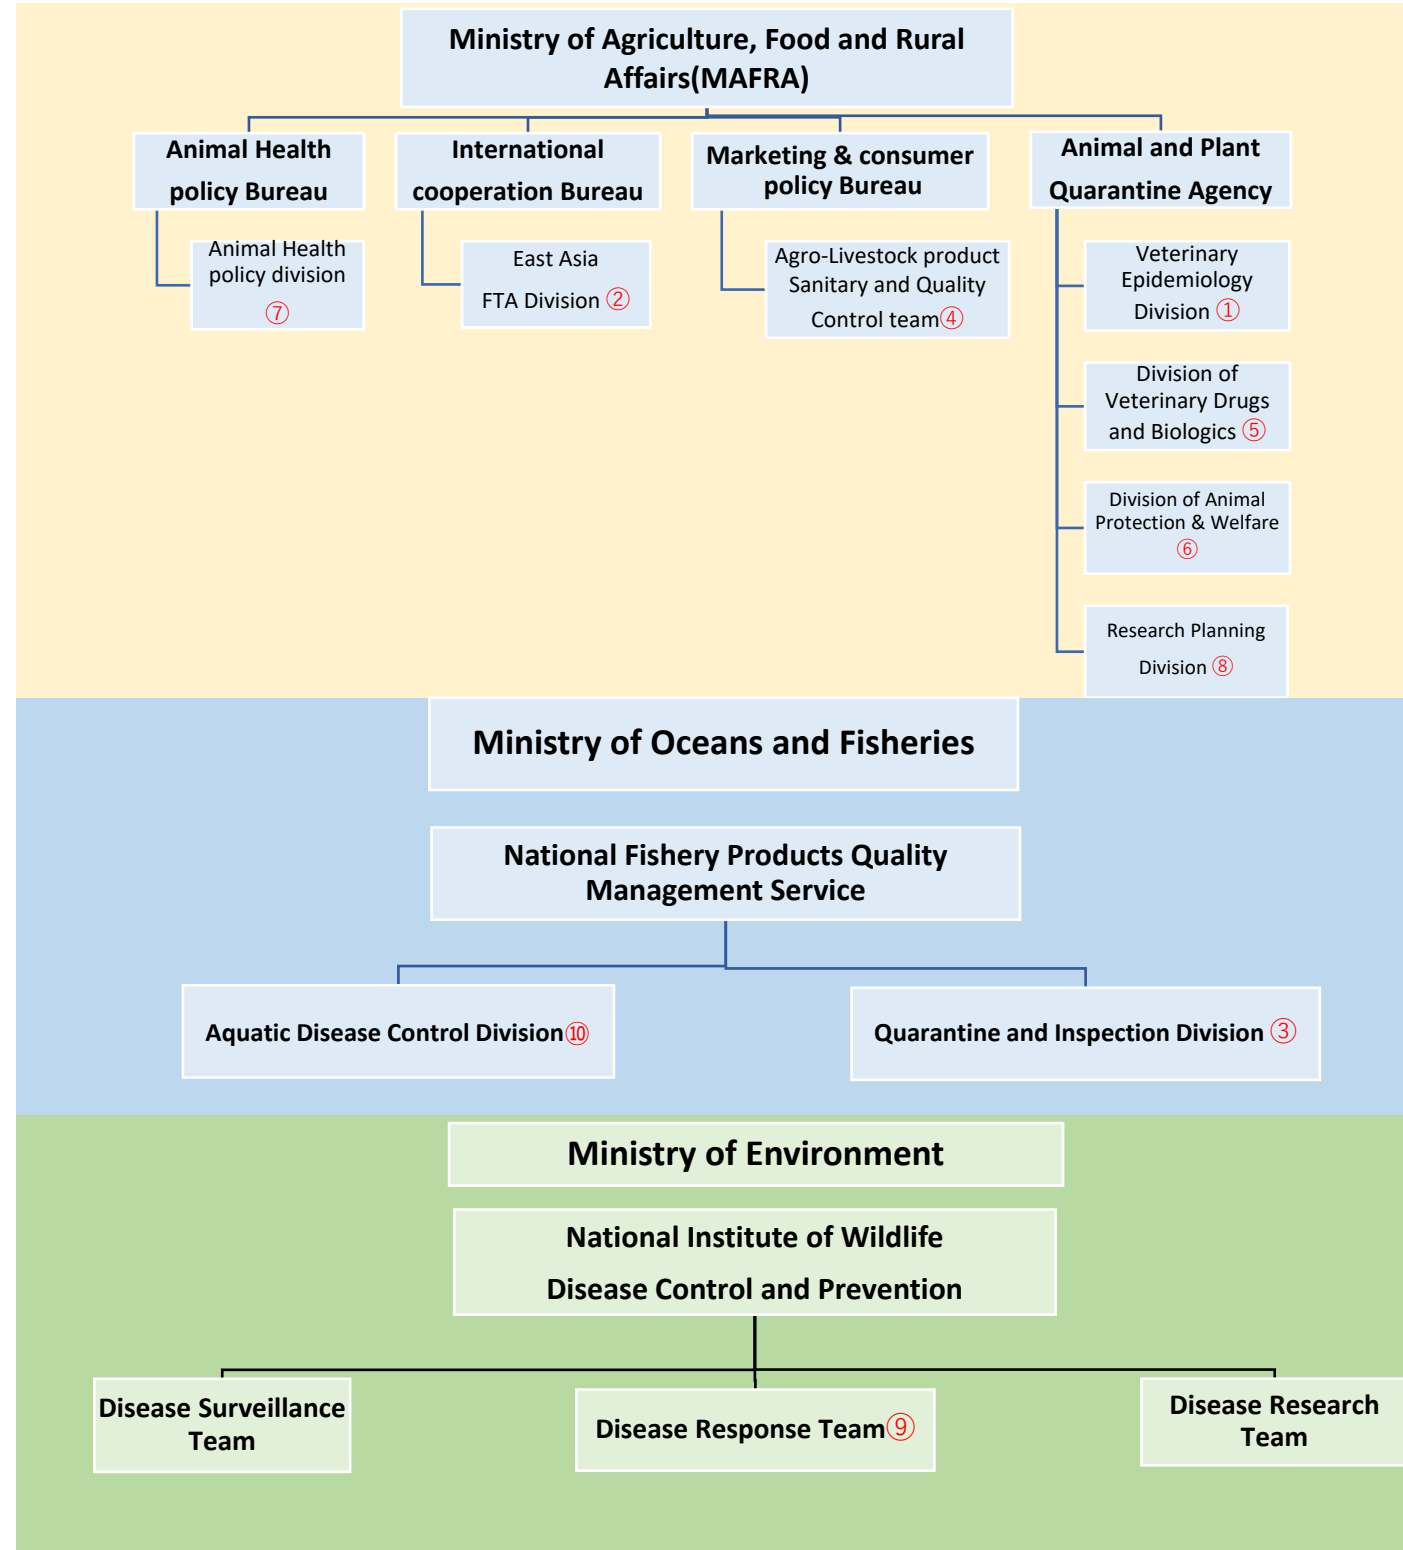 Ministry of Agriculture, Food and Rural
Affairs(MAFRA)
Animal Health
policy Bureau
International
cooperation Bureau
Marketing & consumer
policy Bureau
Animal and Plant
Quarantine Agency
Animal Health
policy division
⑦
East Asia
FTA Division ②
Agro-Livestock product
Sanitary and Quality
Control team④
Veterinary
Epidemiology
Division ①
Division of
Veterinary Drugs
and Biologics ⑤
Division of Animal
Protection & Welfare
⑥
Research Planning
Division ⑧
Ministry of Oceans and Fisheries
National Fishery Products Quality
Management Service
Aquatic Disease Control Division⑩
Quarantine and Inspection Division ③
Ministry of Environment
National Institute of Wildlife
Disease Control and Prevention
Disease Surveillance
Team
Disease Response Team⑨
Disease Research
Team